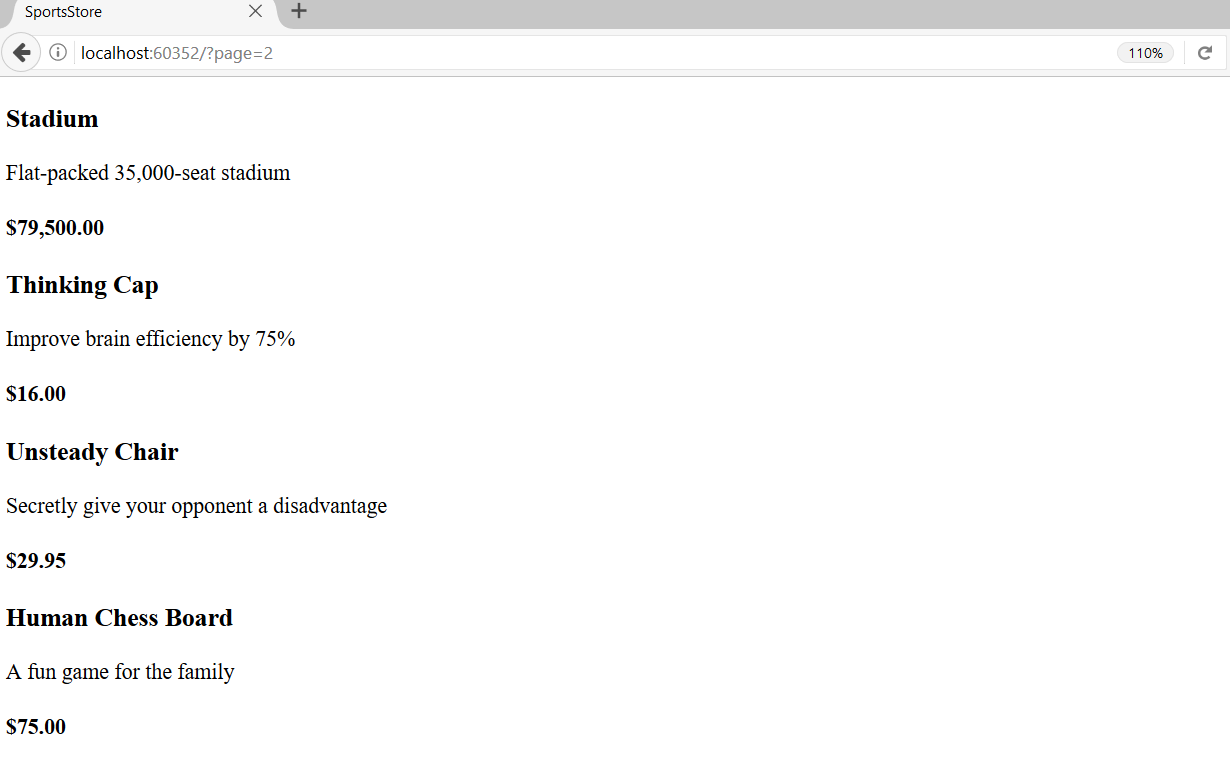 SportsStore
localhost:60352/?page=2
110%
Stadium
Flat-packed 35,000-seat stadium
$79,500.00
Thinking Cap
Improve brain efficiency by 75%
$16.00
Unsteady Chair
Secretly give your opponent a disadvantage
$29.95
Human Chess Board
A fun game for the family
$75.00